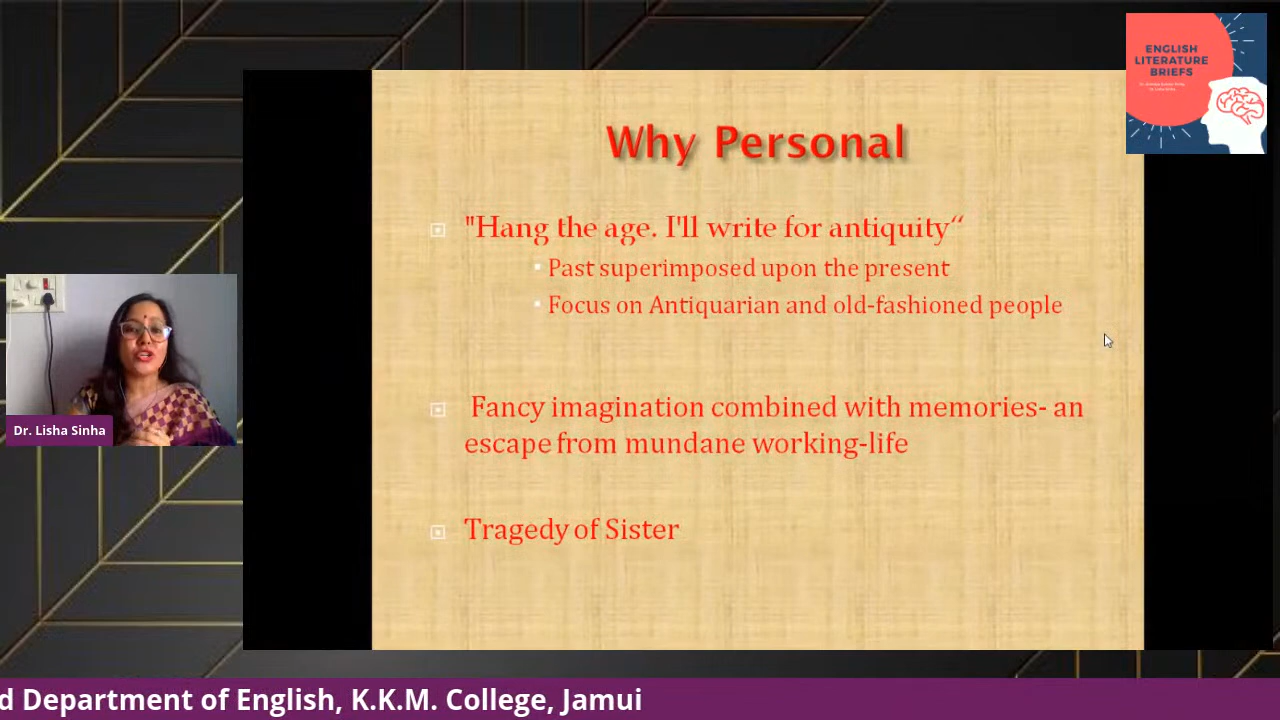 ENGLISH
LITERATURE
BRIEFS
Why Personal
"Hang the age. I'll write for antiquity“
Past superimposed upon the present
Focus on Antiquarian and old-fashioned people
Fancy imagination combined with memories- an
escape from mundane working-life
Tragedy of Sister
Dr. Lisha Sinha
d Department of English, K.K.M. College, Jamui